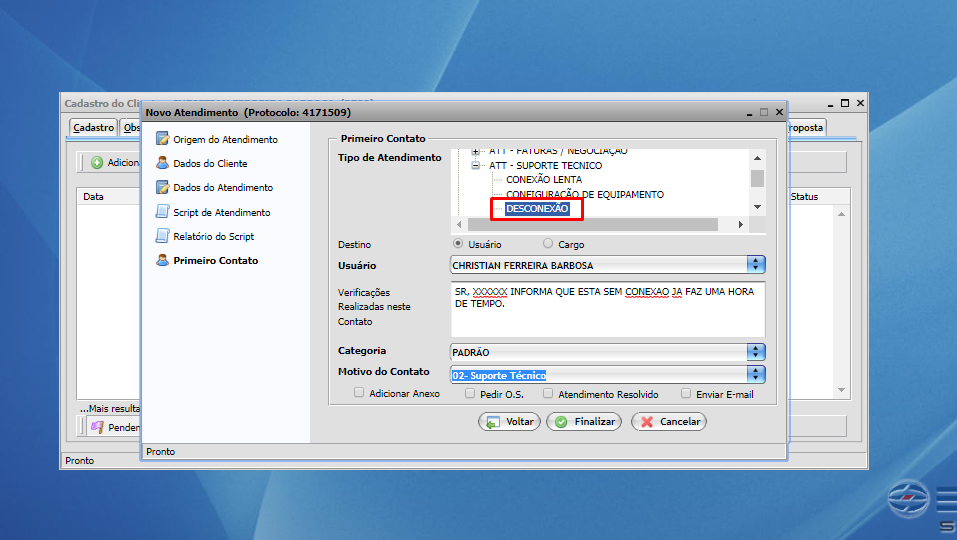 Cadastro do Cli
Novo Atendimento (Protocolo: 4171509)
Cadastro
Obs
roposta
Adicion
Data
Status
...Mais resulta
Penden
Pronto
Origem do Atendimento
Dados do Cliente
Dados do Atendimento
Script de Atendimento
Relatório do Script
Primeiro Contato
Primeiro Contato
Tipo de Atendimento
ATT - FATURAS / NEGOCIAÇÃO
ATT - SUPORTE TECNICO
CONEXÃO LENTA
CONFIGURAÇÃO DE EQUIPAMENTO
DESCONEXÃO
Destino
Usuário
Cargo
Usuário
CHRISTIAN FERREIRA BARBOSA
Verificações
Realizadas neste
Contato
SR, XXXXXX INFORMA QUE ESTA SEM CONEXAO JA FAZ UMA HORA
DE TEMPO.
Categoria
PADRÃO
Motivo do Contato
02- Suporte Técnico
Adicionar Anexo
Pedir O.S.
Atendimento Resolvido
Enviar E-mail
Voltar
Finalizar
Cancelar
Pronto